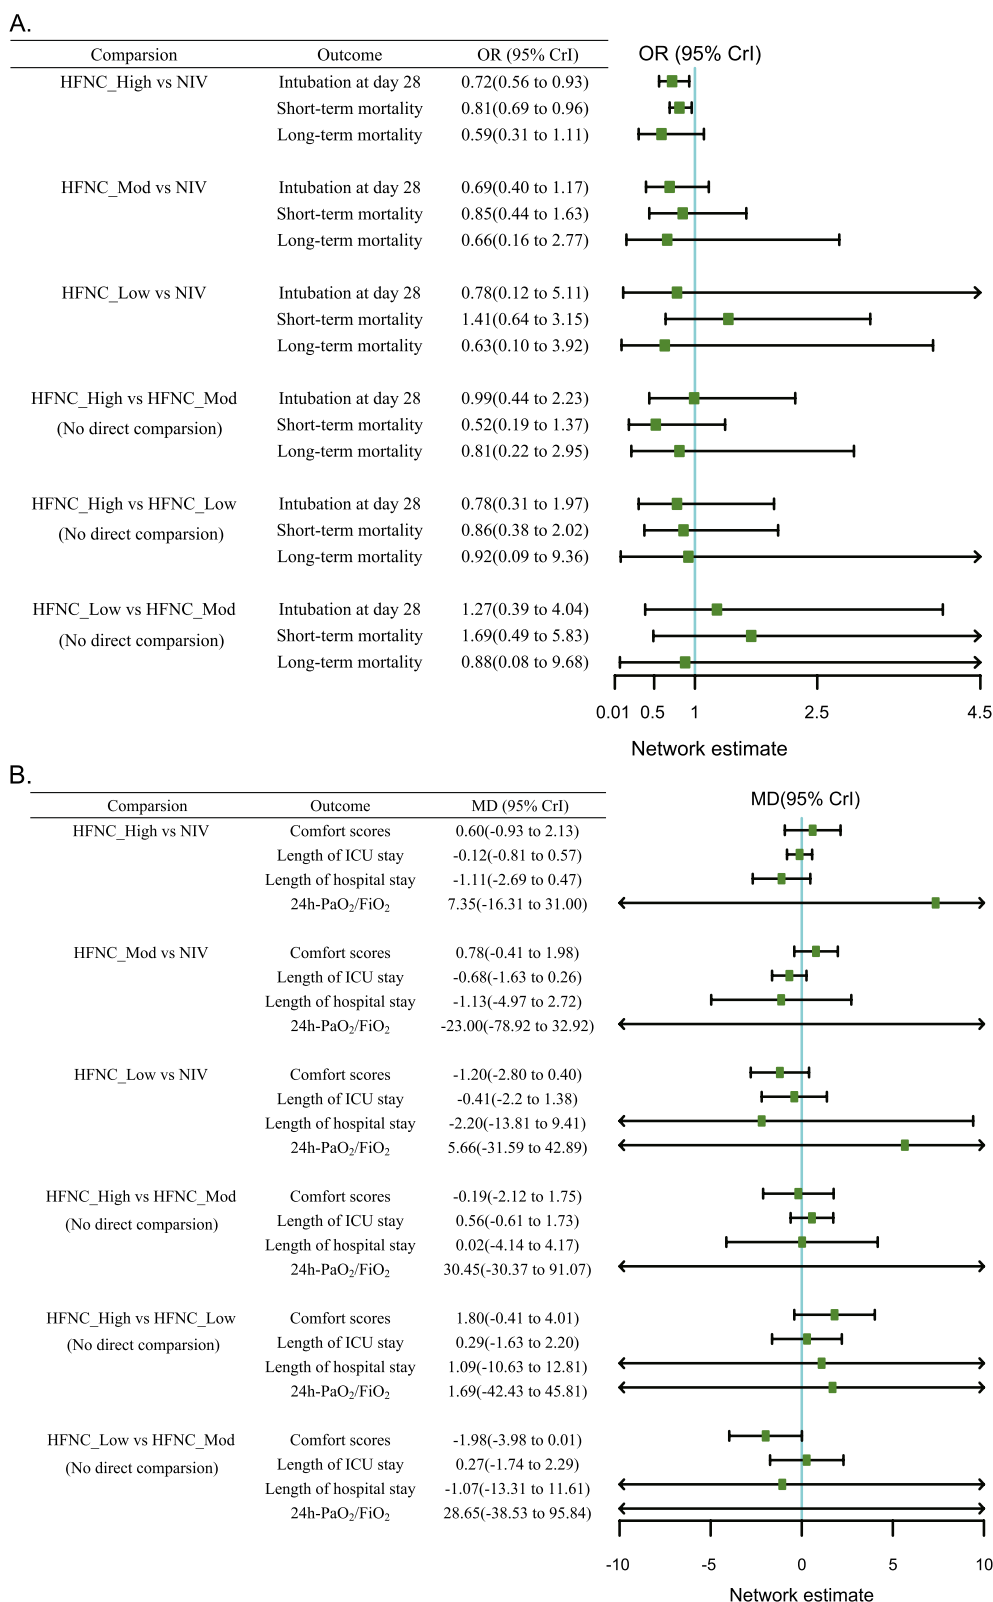 A.
Comparsion Outcome OR (95% CrI) OR (95% CrI)
HFNC_High vs NIV Intubation at day 28 0.72(0.56 to 0.93)
Short-term mortality 0.81(0.69 to 0.96)
Long-term mortality 0.59(0.31 to 1.11)
HFNC_Mod vs NIV Intubation at day 28 0.69(0.40 to 1.17)
Short-term mortality 0.85(0.44 to 1.63)
Long-term mortality 0.66(0.16 to 2.77)
HFNC_Low vs NIV Intubation at day 28 0.78(0.12 to 5.11)
Short-term mortality 1.41(0.64 to 3.15)
Long-term mortality 0.63(0.10 to 3.92)
HFNC_High vs HFNC_Mod Intubation at day 28 0.99(0.44 to 2.23)
(No direct comparsion) Short-term mortality 0.52(0.19 to 1.37)
Long-term mortality 0.81(0.22 to 2.95)
HFNC_High vs HFNC_Low Intubation at day 28 0.78(0.31 to 1.97)
(No direct comparsion) Short-term mortality 0.86(0.38 to 2.02)
Long-term mortality 0.92(0.09 to 9.36)
HFNC_Low vs HFNC_Mod Intubation at day 28 1.27(0.39 to 4.04)
(No direct comparsion) Short-term mortality 1.69(0.49 to 5.83)
Long-term mortality 0.88(0.08 to 9.68)
0.01 0.5 1 2.5 4.5
Network estimate
B.
Comparsion Outcome MD (95% CrI) MD(95% CrI)
HFNC_High vs NIV Comfort scores 0.60(-0.93 to 2.13)
Length of ICU stay -0.12(-0.81 to 0.57)
Length of hospital stay -1.11(-2.69 to 0.47)
24h-PaO₂/FiO₂ 7.35(-16.31 to 31.00)
HFNC_Mod vs NIV Comfort scores 0.78(-0.41 to 1.98)
Length of ICU stay -0.68(-1.63 to 0.26)
Length of hospital stay -1.13(-4.97 to 2.72)
24h-PaO₂/FiO₂ -23.00(-78.92 to 32.92)
HFNC_Low vs NIV Comfort scores -1.20(-2.80 to 0.40)
Length of ICU stay -0.41(-2.2 to 1.38)
Length of hospital stay -2.20(-13.81 to 9.41)
24h-PaO₂/FiO₂ 5.66(-31.59 to 42.89)
HFNC_High vs HFNC_Mod Comfort scores -0.19(-2.12 to 1.75)
(No direct comparsion) Length of ICU stay 0.56(-0.61 to 1.73)
Length of hospital stay 0.02(-4.14 to 4.17)
24h-PaO₂/FiO₂ 30.45(-30.37 to 91.07)
HFNC_High vs HFNC_Low Comfort scores 1.80(-0.41 to 4.01)
(No direct comparsion) Length of ICU stay 0.29(-1.63 to 2.20)
Length of hospital stay 1.09(-10.63 to 12.81)
24h-PaO₂/FiO₂ 1.69(-42.43 to 45.81)
HFNC_Low vs HFNC_Mod Comfort scores -1.98(-3.98 to 0.01)
(No direct comparsion) Length of ICU stay 0.27(-1.74 to 2.29)
Length of hospital stay -1.07(-13.31 to 11.61)
24h-PaO₂/FiO₂ 28.65(-38.53 to 95.84)
-10 -5 0 5 10
Network estimate